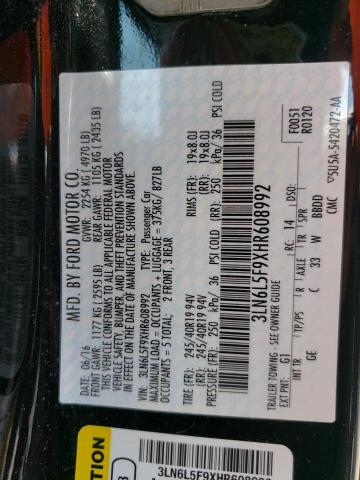 MFD. BY FORD MOTOR CO.
06/16 GVWR: 2254 KG ( 4970 LB)
FRONT GAWR: 1177 KG (2595 LB) REAR GAWR: 1105 KG ( 2435 LB)
THIS VEHICLE CONFORMS TO ALL APPLICABLE FEDERAL MOTOR
VEHICLE SAFETY, BUMPER, AND THEFT PREVENTION STANDARDS
IN EFFECT ON THE DATE OF MANUFACTURE SHOWN ABOVE.
VIN: 3LN6L5F9XHR608992 TYPE: Passenger Car
MAXIMUM LOAD = OCCUPANTS + LUGGAGE = 375KG/ 827LB
OCCUPANTS = 5 TOTAL: 2 FRONT, 3 REAR
TIRE (FR): 245/40R19 94V RIMS (FR): 19x8.0J
TIRE (RR): 245/40R19 94V (RR): 19x8.0J
PRESSURE (FR): 250 kPa/ 36 PSI COLD (RR) 250 kPa/ 36 PSI COLD
3LN6L5F9XHR608992
F0051
R0120
TRAILER TOWING - SEE OWNER GUIDE
EXT PNT: G1 RC: 14 DSO:
INT TR TP/PS R AXLE TR SPR
GE C 33 W BBDD
CMC 5U5A-5420472-AA
3LN6L5F9XHR608992